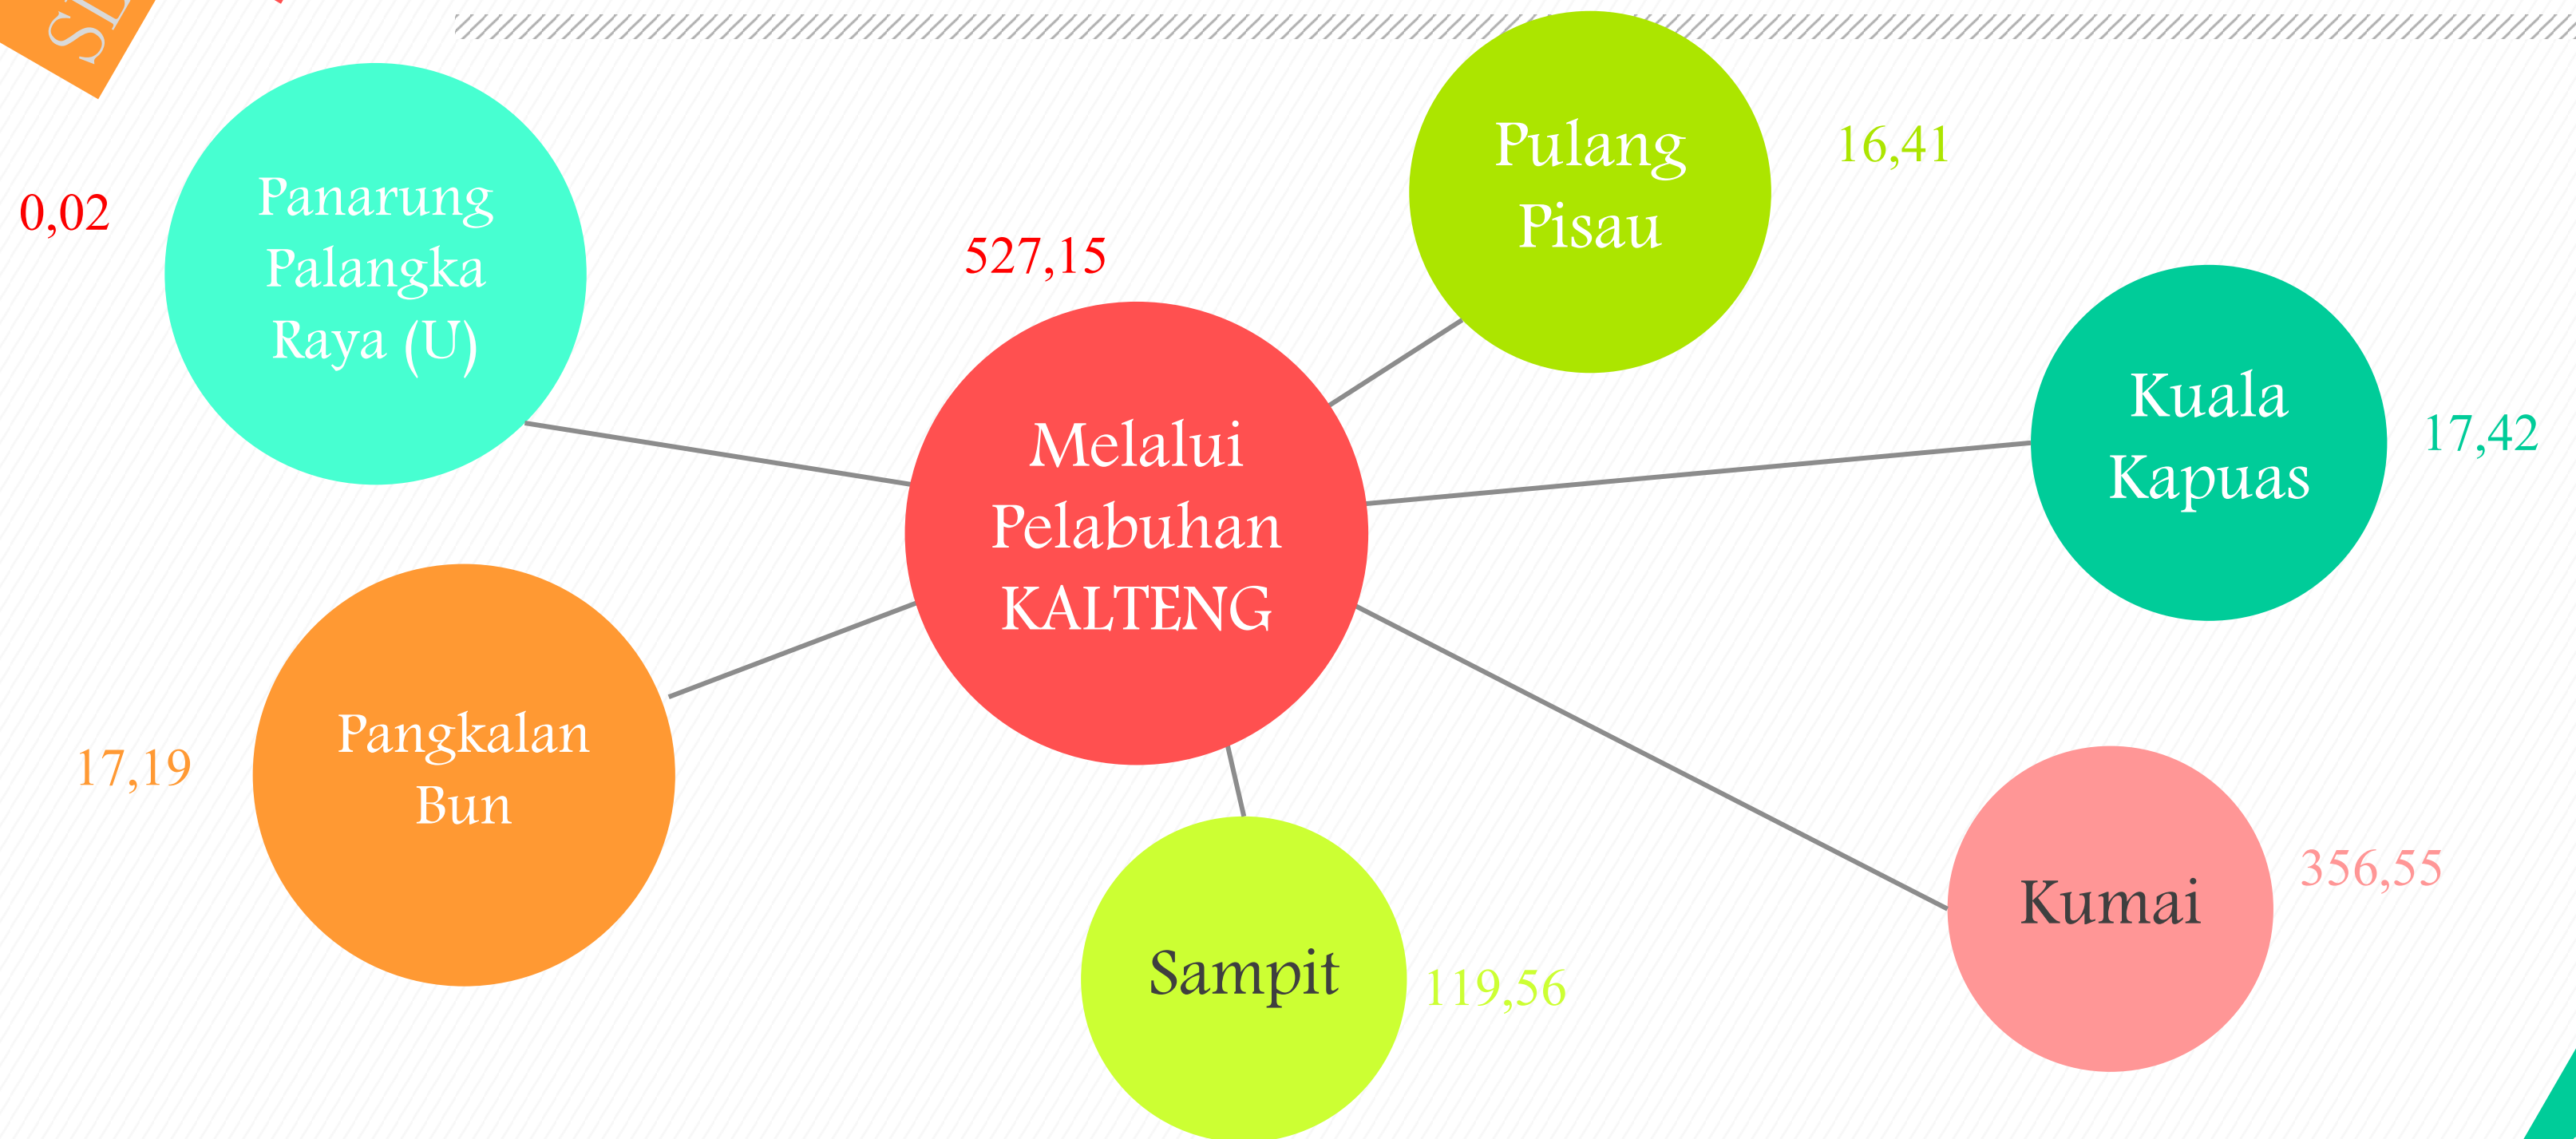 Panarung
Palangka
Raya (U)
0,02
527,15
Melalui
Pelabuhan
KALTENG
Pulang
Pisau
16,41
Kuala
Kapuas
17,42
Pangkalan
Bun
17,19
Sampit
119,56
Kumai
356,55